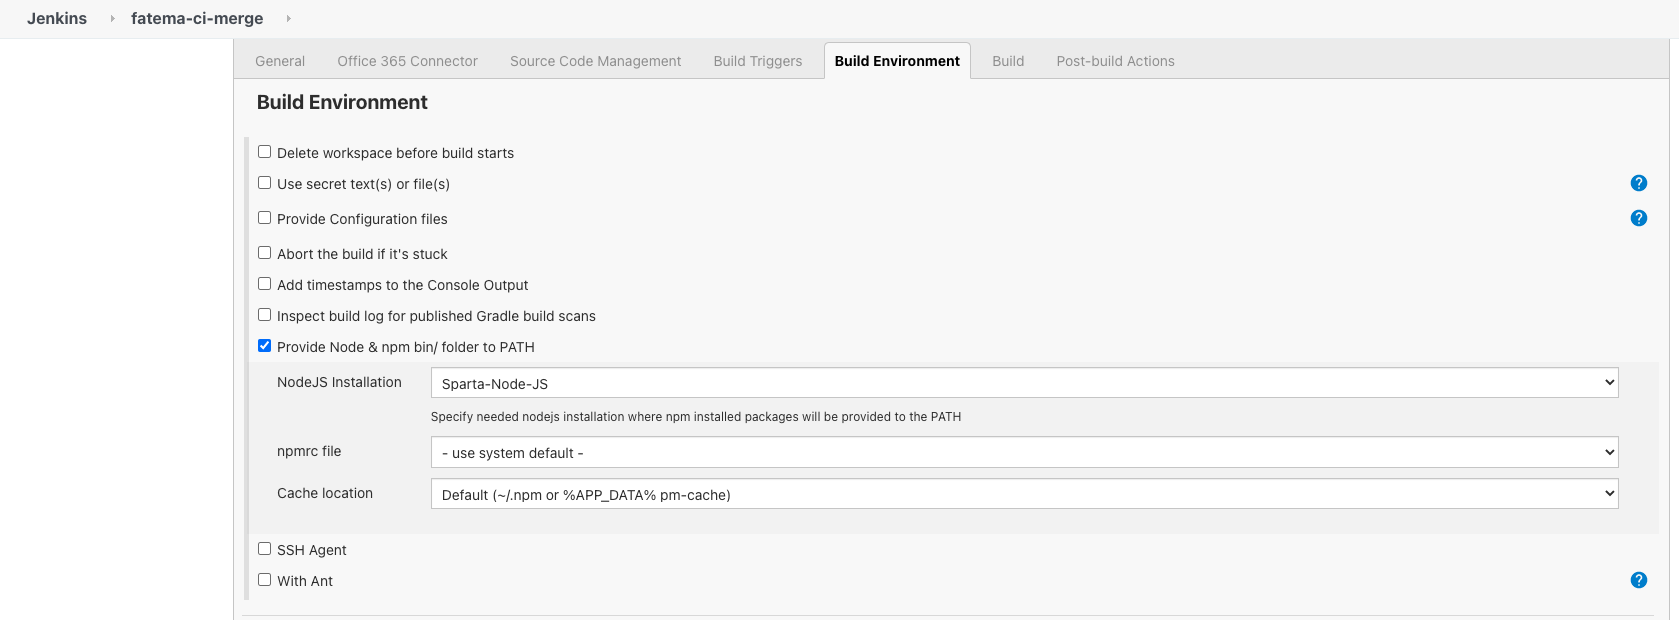 Jenkins fatema-ci-merge
General Office 365 Connector Source Code Management Build Triggers Build Environment Build Post-build Actions
Build Environment
Delete workspace before build starts
Use secret text(s) or file(s) ?
Provide Configuration files ?
Abort the build if it's stuck
Add timestamps to the Console Output
Inspect build log for published Gradle build scans
Provide Node & npm bin/ folder to PATH
NodeJS Installation Sparta-Node-JS
Specify needed nodejs installation where npm installed packages will be provided to the PATH
npmrc file - use system default -
Cache location Default (~/.npm or %APP_DATA% pm-cache)
SSH Agent
With Ant ?